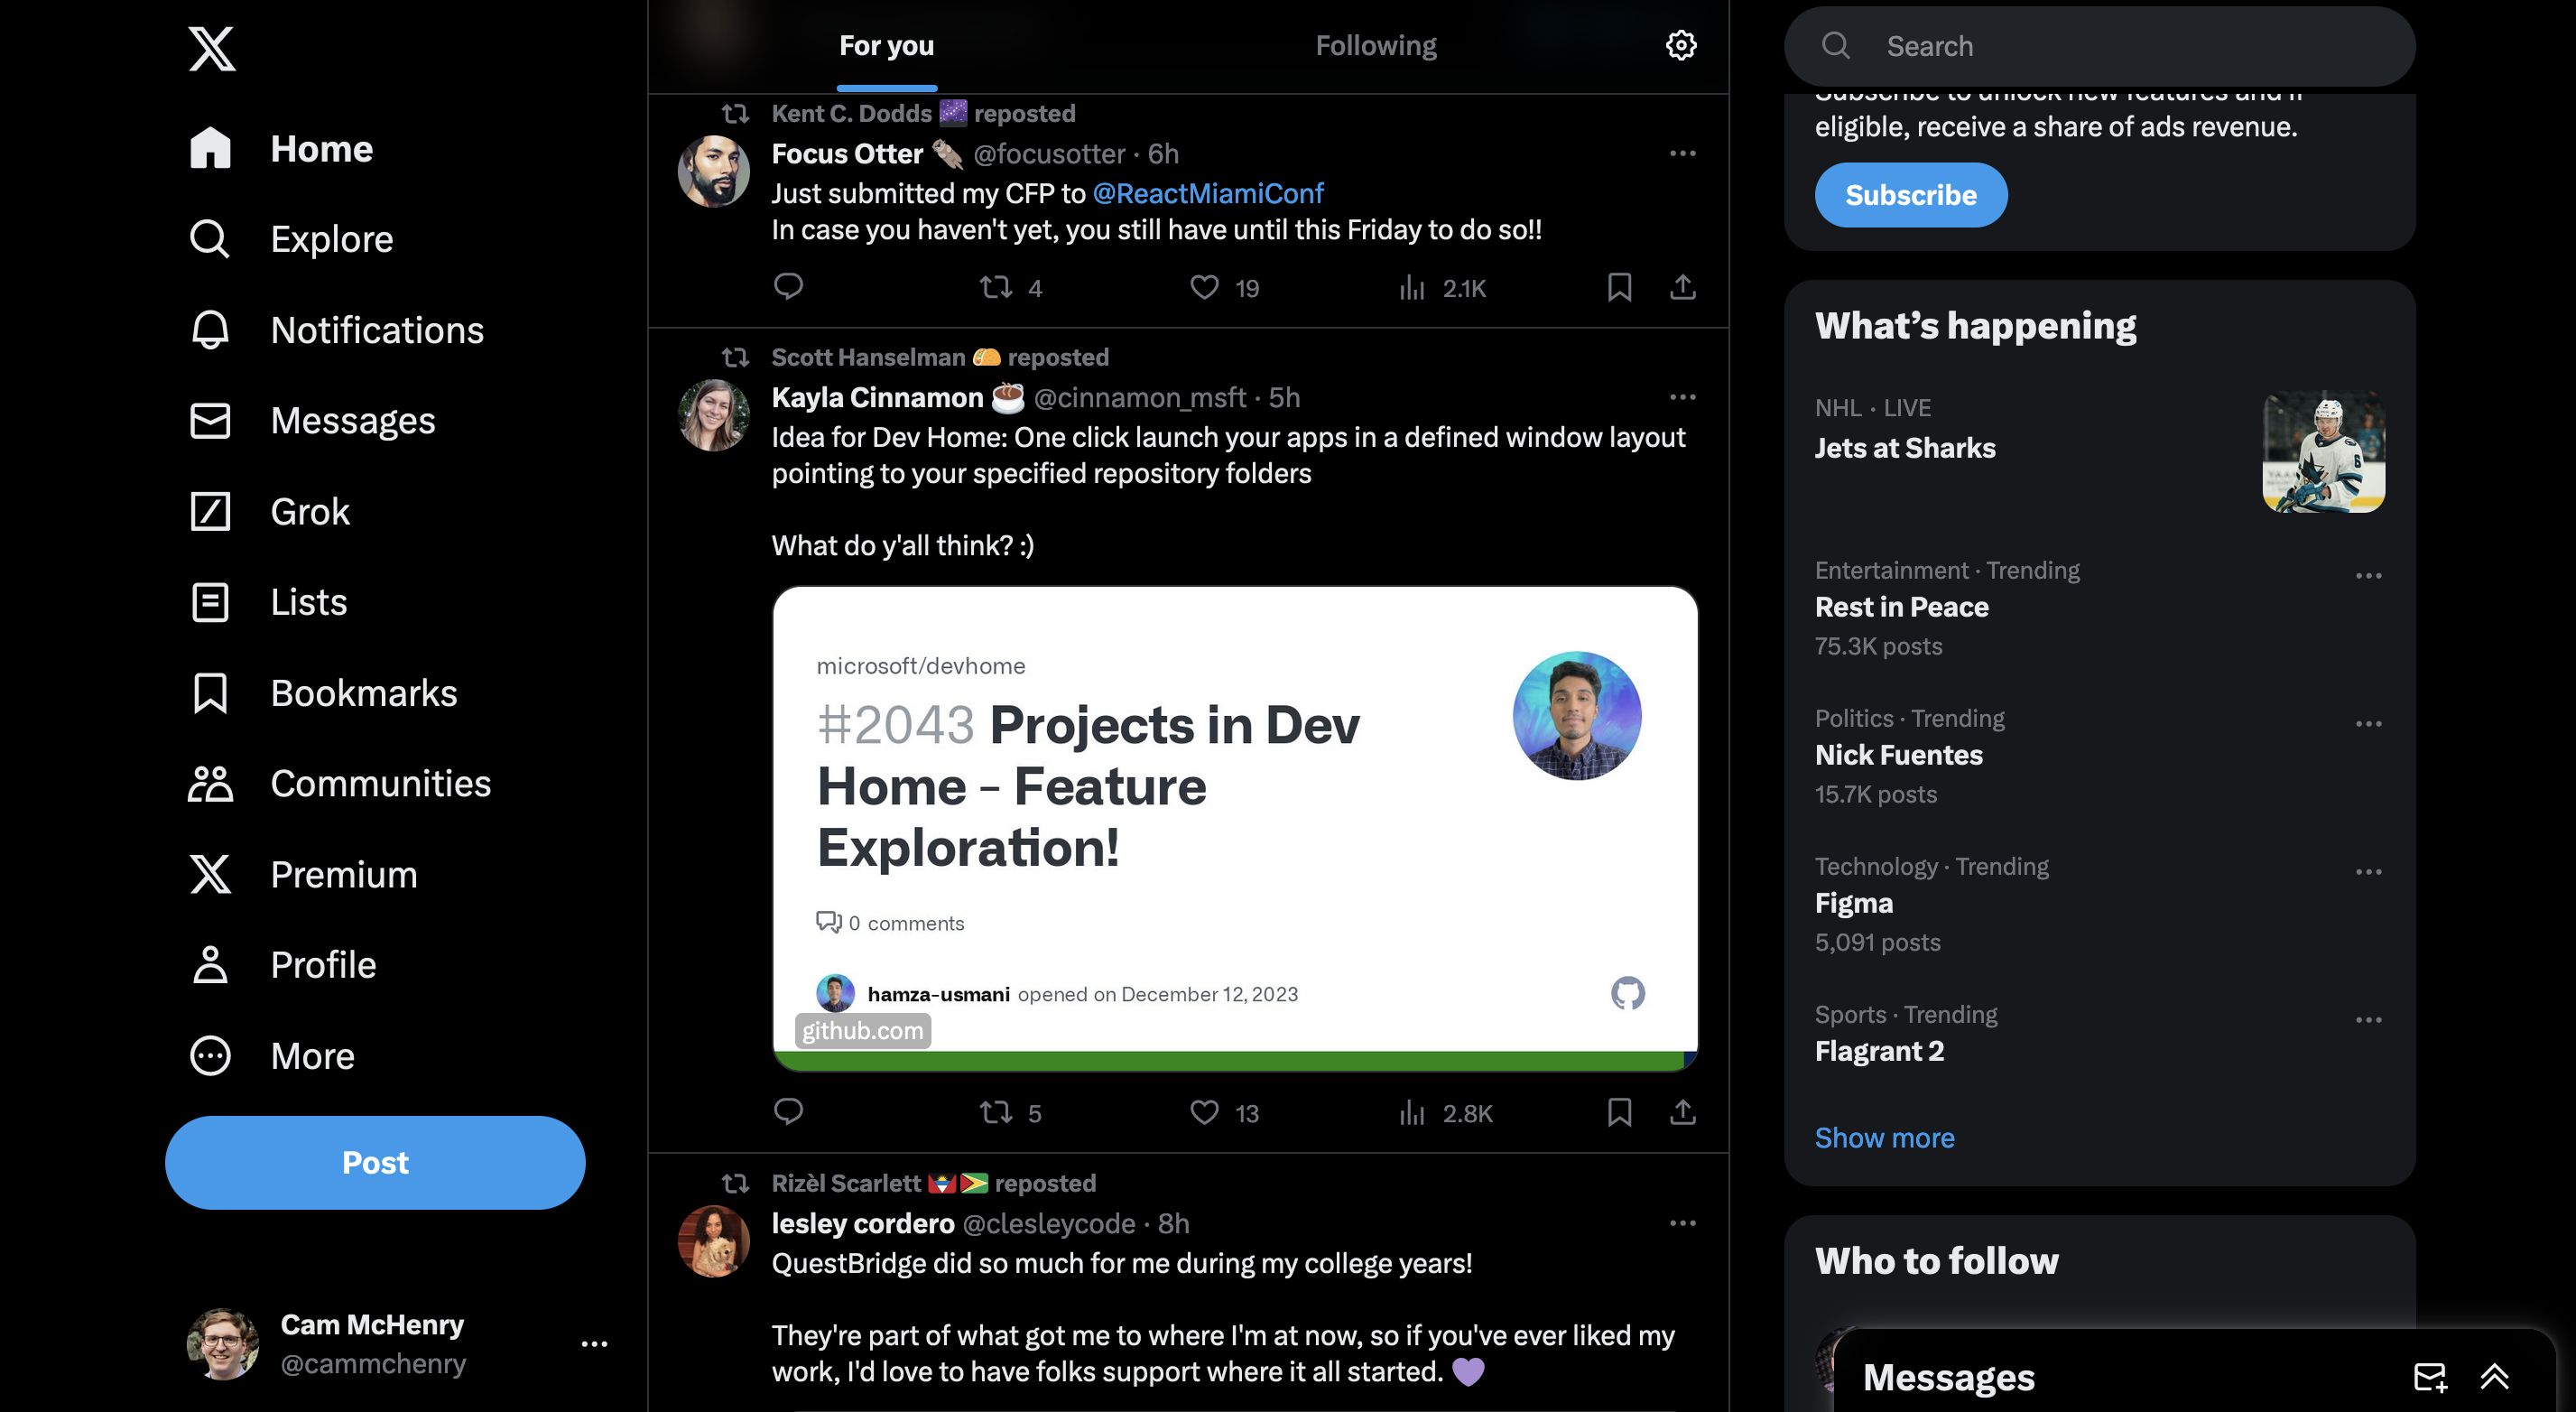 Home
Explore
Notifications
Messages
Grok
Lists
Bookmarks
Communities
Premium
Profile
More
Post
Cam McHenry
@cammchenry
For you
Following
Kent C. Dodds 🌌 reposted
Focus Otter 🦦 @focusotter · 6h
Just submitted my CFP to @ReactMiamiConf
In case you haven't yet, you still have until this Friday to do so!!
4 19 2.1K
Scott Hanselman 🌮 reposted
Kayla Cinnamon ☕ @cinnamon_msft · 5h
Idea for Dev Home: One click launch your apps in a defined window layout
pointing to your specified repository folders
What do y'all think? :)
microsoft/devhome
#2043 Projects in Dev
Home - Feature
Exploration!
0 comments
hamza-usmani opened on December 12, 2023
github.com
5 13 2.8K
Rizèl Scarlett 🇦🇬🇬🇾 reposted
lesley cordero @clesleycode · 8h
QuestBridge did so much for me during my college years!
They're part of what got me to where I'm at now, so if you've ever liked my
work, I'd love to have folks support where it all started. 💜
Search
Subscribe to unlock new features and if
eligible, receive a share of ads revenue.
Subscribe
What’s happening
NHL · LIVE
Jets at Sharks
6
Entertainment · Trending
Rest in Peace
75.3K posts
Politics · Trending
Nick Fuentes
15.7K posts
Technology · Trending
Figma
5,091 posts
Sports · Trending
Flagrant 2
Show more
Who to follow
Messages